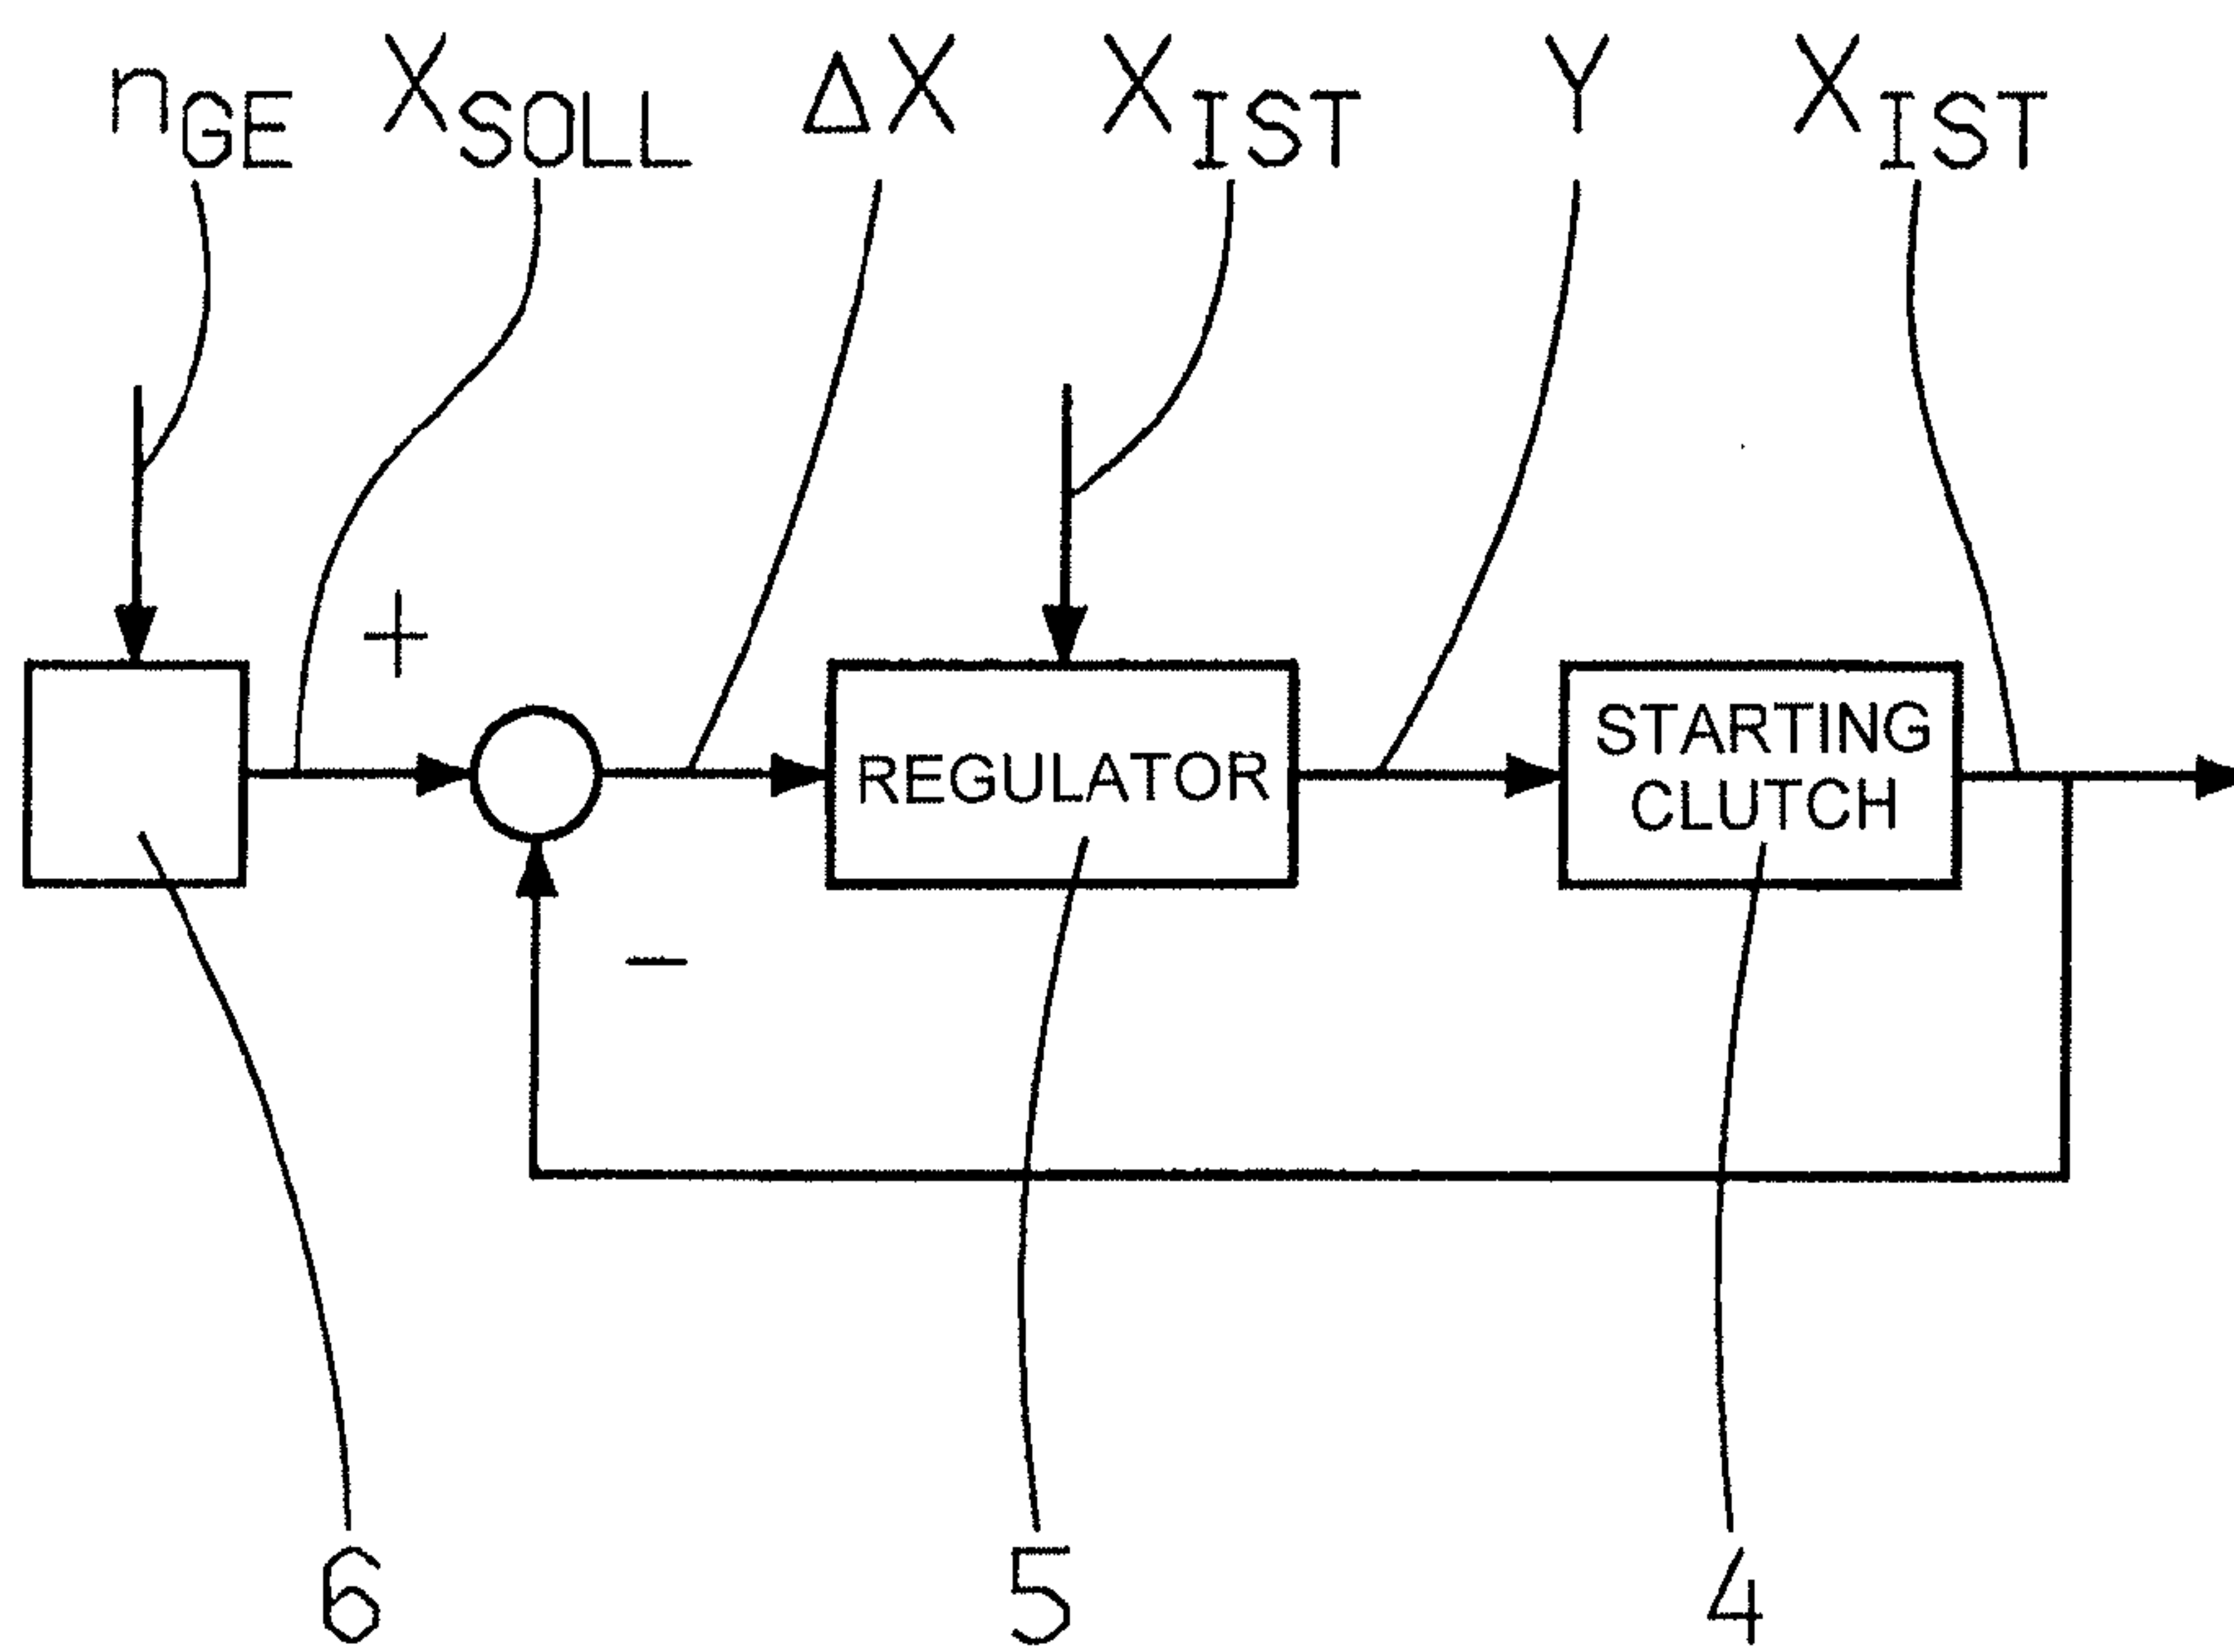 nGE XSOLL ΔX XIST Y XIST
+
REGULATOR
STARTING
CLUTCH
−
6 5 4